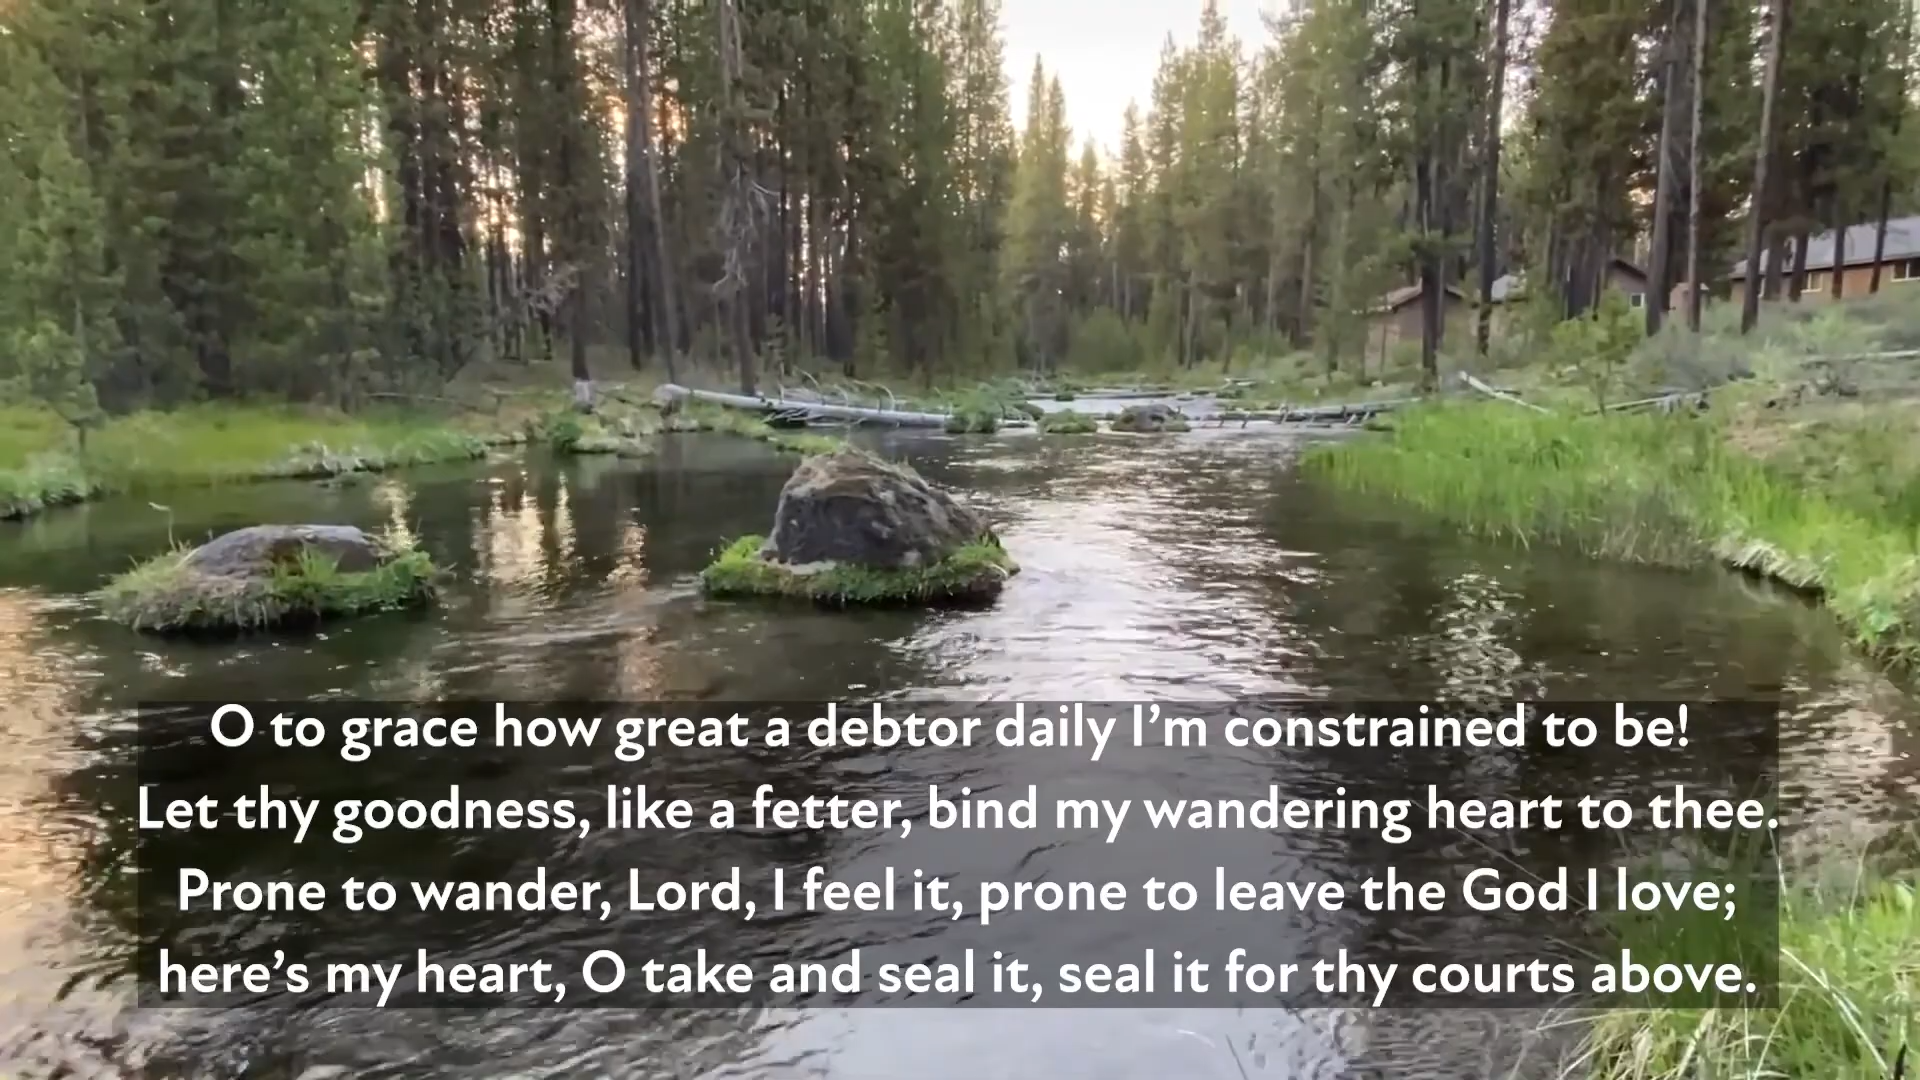 O to grace how great a debtor daily I’m constrained to be!
Let thy goodness, like a fetter, bind my wandering heart to thee.
Prone to wander, Lord, I feel it, prone to leave the God I love;
here’s my heart, O take and seal it, seal it for thy courts above.